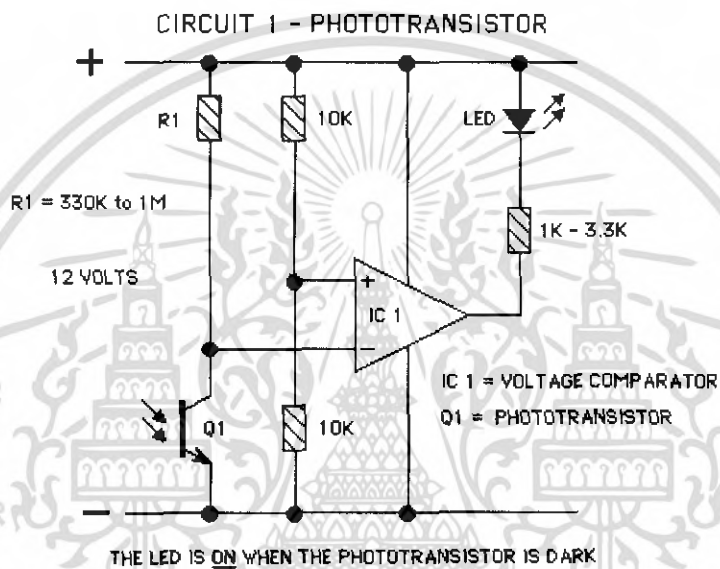 CIRCUIT 1 - PHOTOTRANSISTOR
+
R1
10K
LED
R1 = 330K to 1M
1K - 3.3K
12 VOLTS
+
IC 1
−
IC 1 = VOLTAGE COMPARATOR
Q1 = PHOTOTRANSISTOR
Q1
10K
−
THE LED IS ON WHEN THE PHOTOTRANSISTOR IS DARK